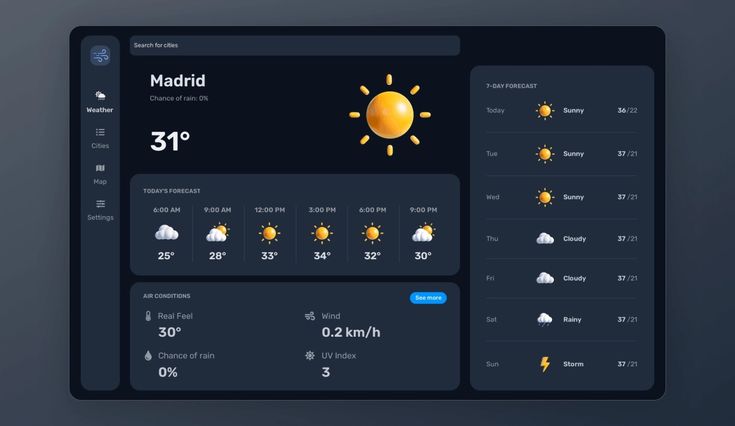 Search for cities
Weather
Cities
Map
Settings
Madrid
Chance of rain: 0%
31°
TODAY'S FORECAST
6:00 AM 9:00 AM 12:00 PM 3:00 PM 6:00 PM 9:00 PM
25° 28° 33° 34° 32° 30°
AIR CONDITIONS See more
Real Feel Wind
30° 0.2 km/h
Chance of rain UV Index
0% 3
7-DAY FORECAST
Today Sunny 36/22
Tue Sunny 37/21
Wed Sunny 37/21
Thu Cloudy 37/21
Fri Cloudy 37/21
Sat Rainy 37/21
Sun Storm 37/21